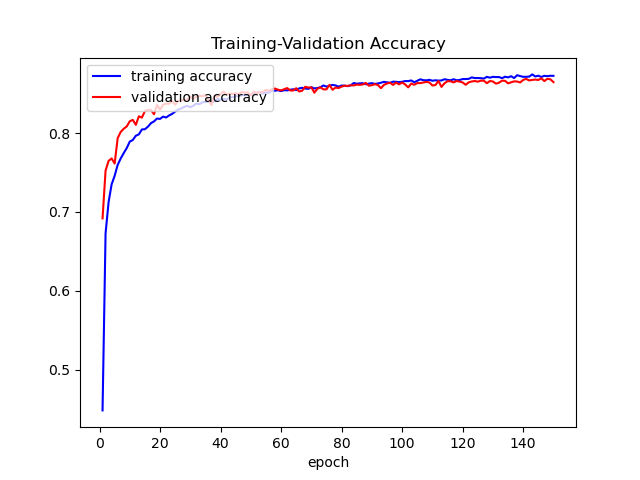 Training-Validation Accuracy
training accuracy
validation accuracy
0.8
0.7
0.6
0.5
0 20 40 60 80 100 120 140
epoch